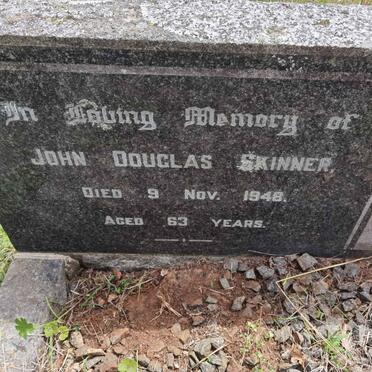 In Loving Memory of
JOHN DOUGLAS SKINNER
DIED 9 NOV. 1948.
AGED 63 YEARS.